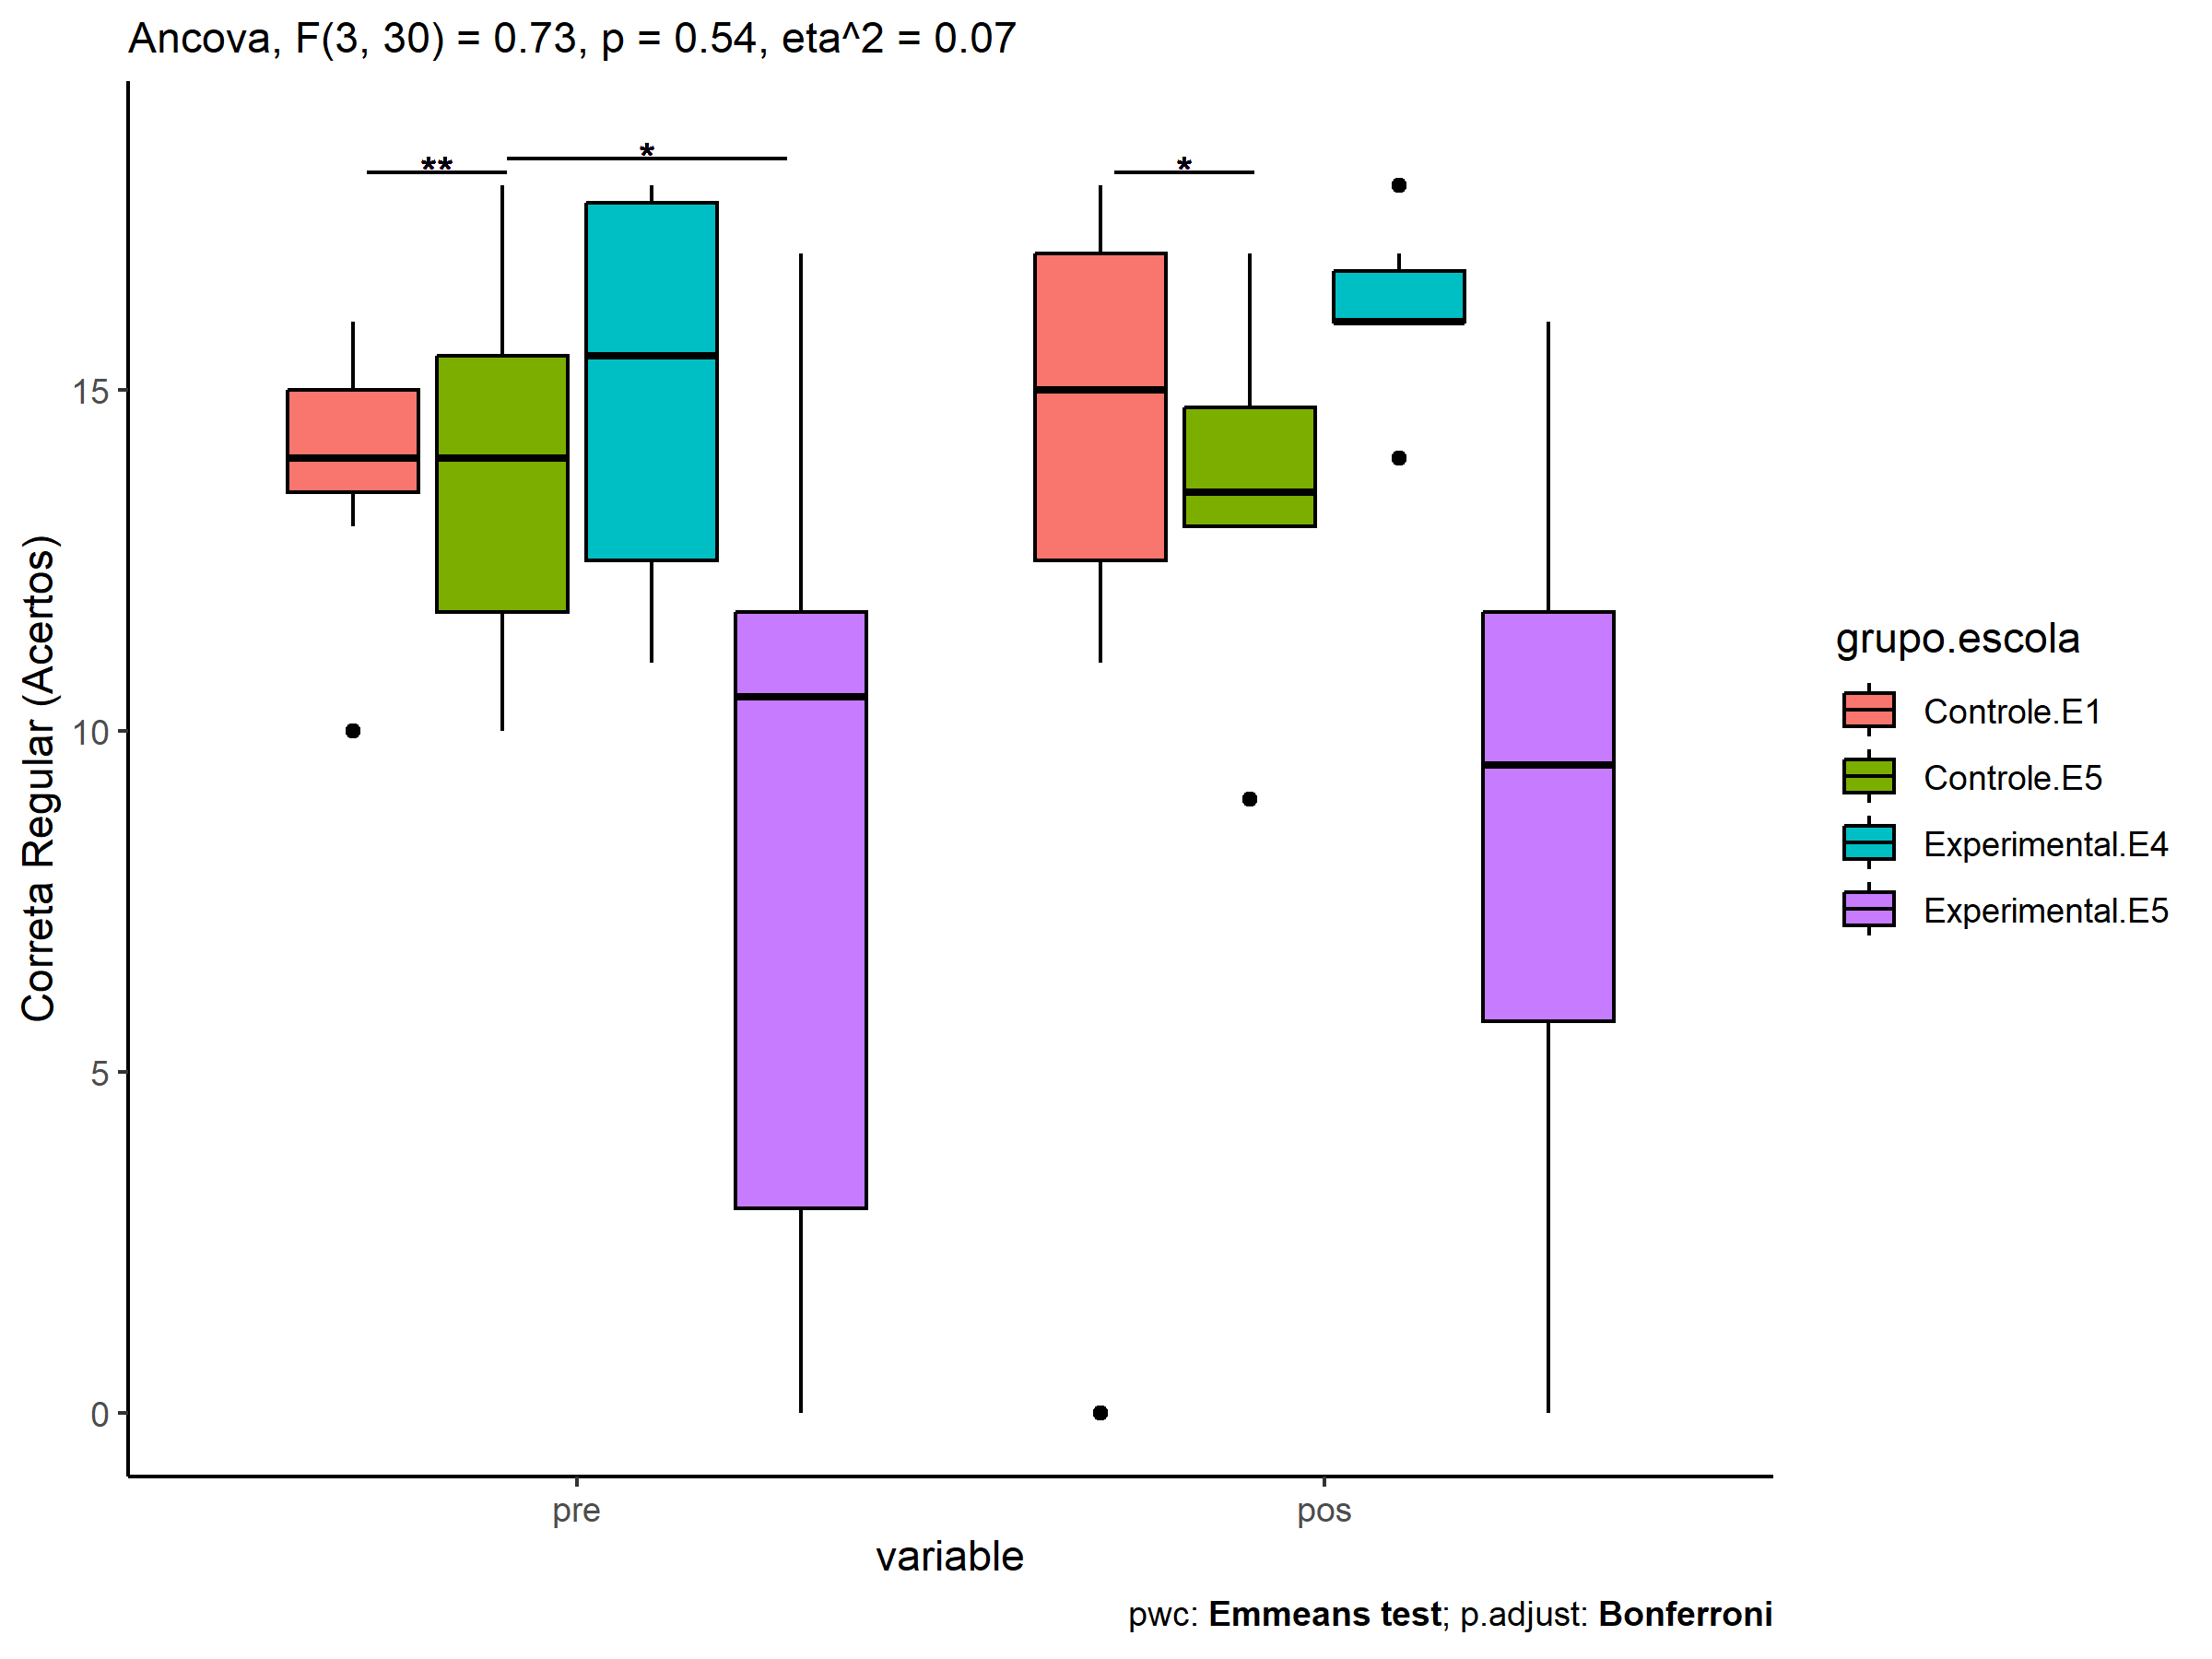 Ancova, F(3, 30) = 0.73, p = 0.54, eta^2 = 0.07
** * *
15
10
5
0
Correta Regular (Acertos)
pre pos
variable
grupo.escola
Controle.E1
Controle.E5
Experimental.E4
Experimental.E5
pwc: Emmeans test; p.adjust: Bonferroni